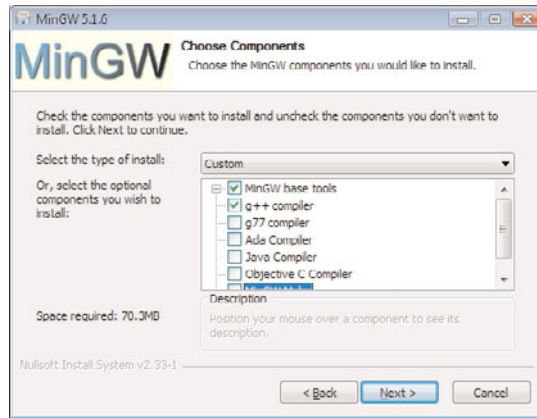 MinGW 5.1.6
MinGW
Choose Components
Choose the MinGW components you would like to install.
Check the components you want to install and uncheck the components you don't want to
install. Click Next to continue.
Select the type of install:
Custom
Or, select the optional
components you wish to
install:
MinGW base tools
g++ compiler
g77 compiler
Ada Compiler
Java Compiler
Objective C Compiler
Description
Space required: 70.3MB
Position your mouse over a component to see its
description.
Nullsoft Install System v2.33-1
< Back
Next >
Cancel